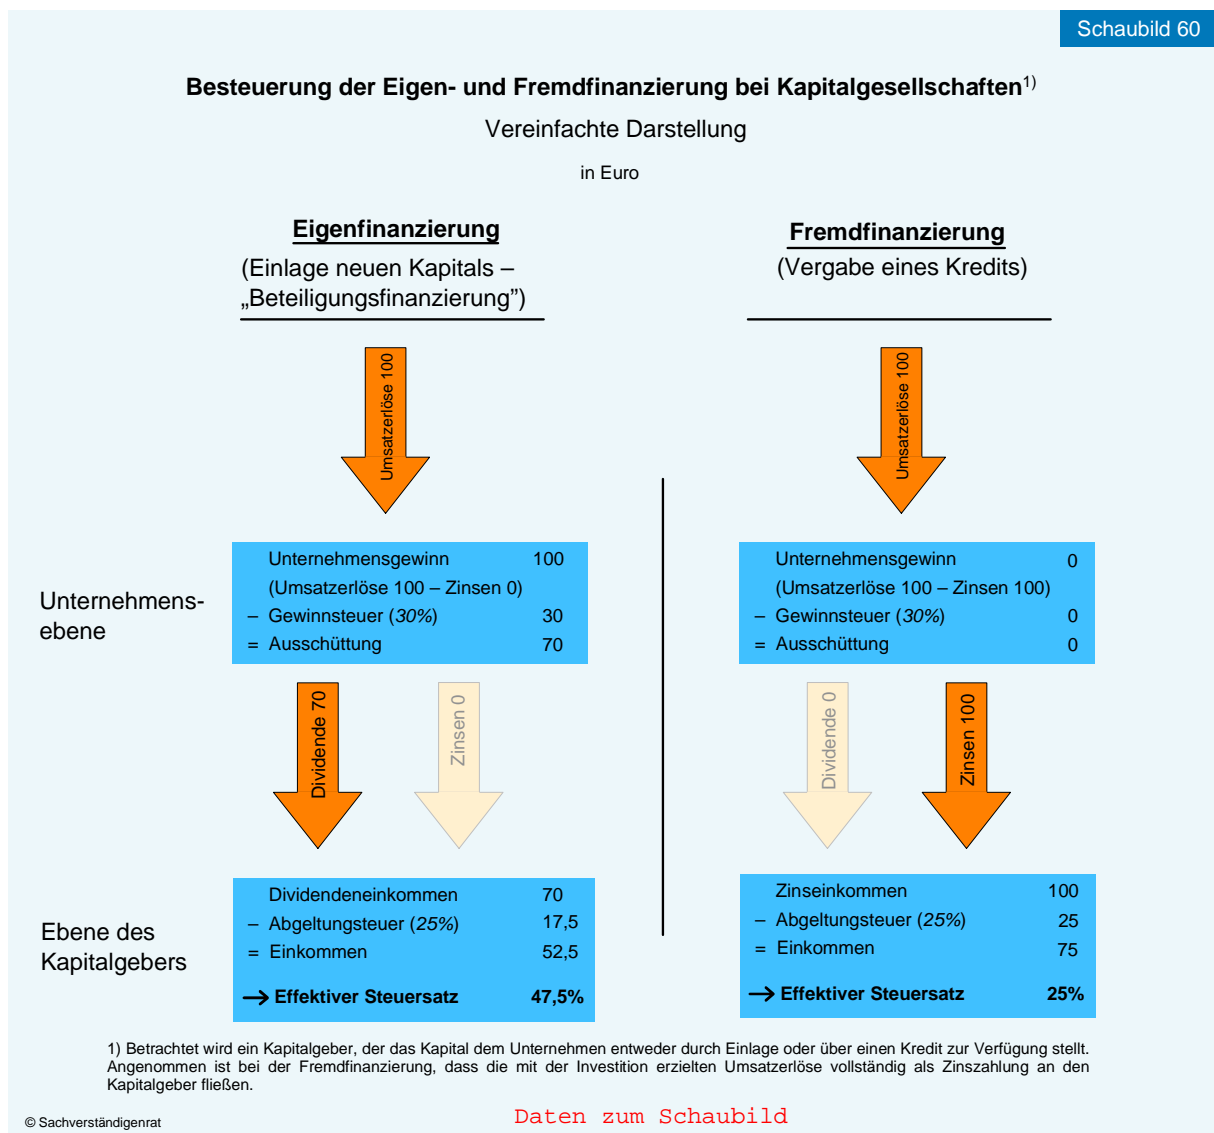 Schaubild 60
Besteuerung der Eigen- und Fremdfinanzierung bei Kapitalgesellschaften1)
Vereinfachte Darstellung
in Euro
Eigenfinanzierung
(Einlage neuen Kapitals –
„Beteiligungsfinanzierung”)
Fremdfinanzierung
(Vergabe eines Kredits)
Umsatzerlöse 100
Umsatzerlöse 100
Unternehmens-
ebene
Unternehmensgewinn 100
(Umsatzerlöse 100 – Zinsen 0)
– Gewinnsteuer (30%) 30
= Ausschüttung 70
Unternehmensgewinn 0
(Umsatzerlöse 100 – Zinsen 100)
– Gewinnsteuer (30%) 0
= Ausschüttung 0
Dividende 70
Zinsen 0
Dividende 0
Zinsen 100
Ebene des
Kapitalgebers
Dividendeneinkommen 70
– Abgeltungsteuer (25%) 17,5
= Einkommen 52,5
→ Effektiver Steuersatz 47,5%
Zinseinkommen 100
– Abgeltungsteuer (25%) 25
= Einkommen 75
→ Effektiver Steuersatz 25%
1) Betrachtet wird ein Kapitalgeber, der das Kapital dem Unternehmen entweder durch Einlage oder über einen Kredit zur Verfügung stellt.
Angenommen ist bei der Fremdfinanzierung, dass die mit der Investition erzielten Umsatzerlöse vollständig als Zinszahlung an den
Kapitalgeber fließen.
© Sachverständigenrat
Daten zum Schaubild